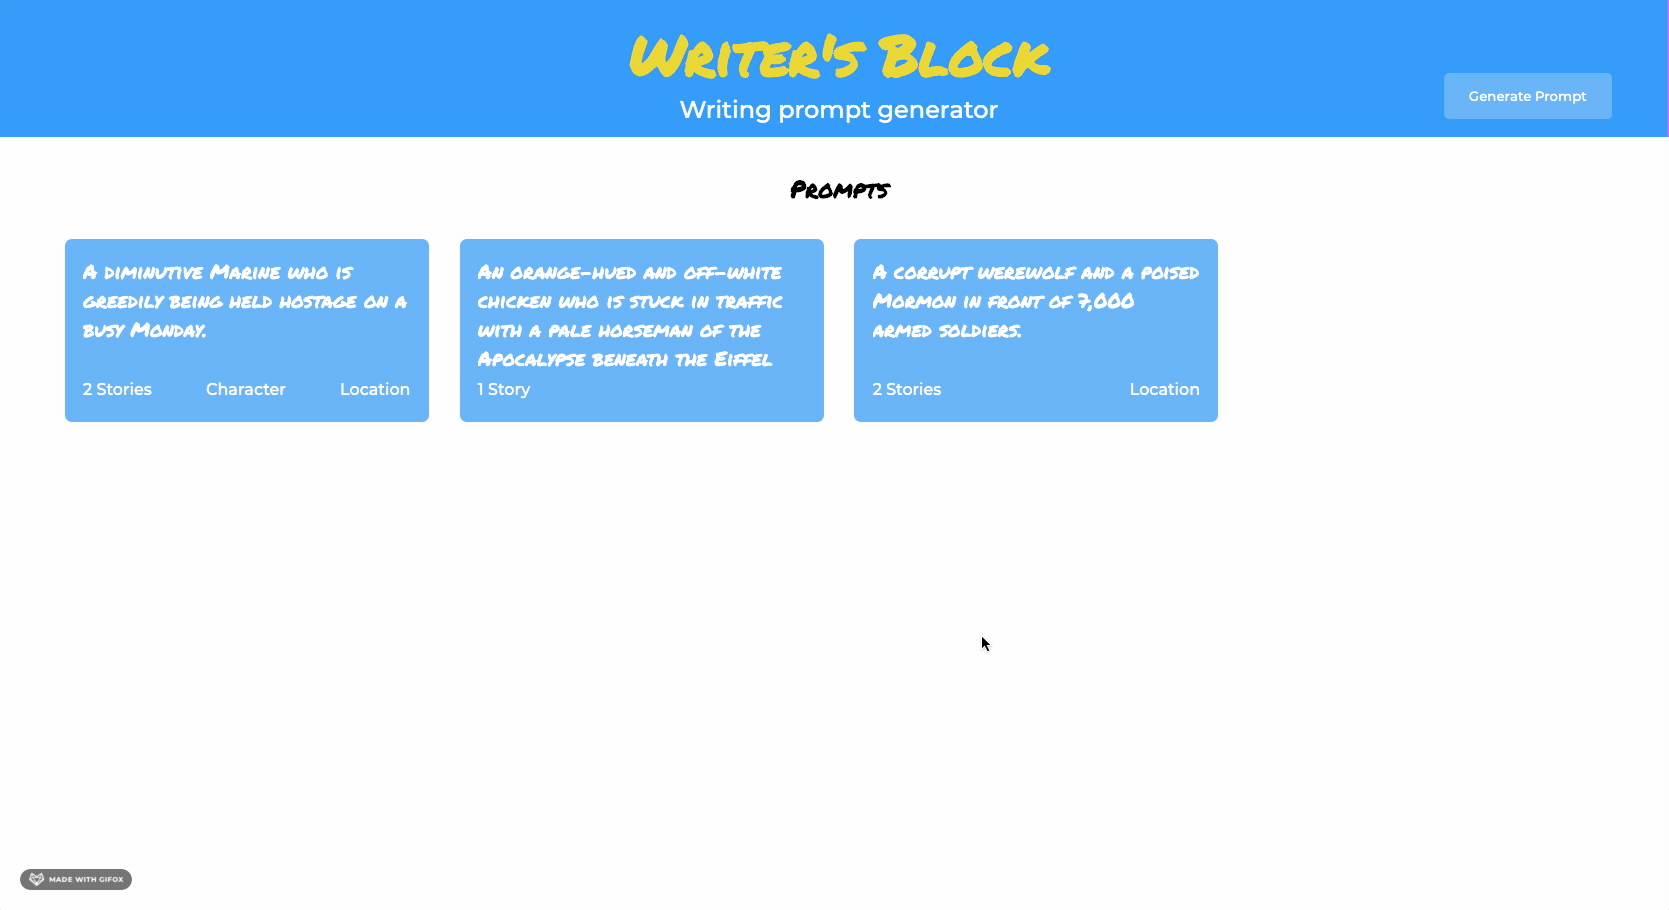 Writer's Block
Writing prompt generator
Generate Prompt
Prompts
A diminutive Marine who is
greedily being held hostage on a
busy Monday.
2 Stories Character Location
An orange-hued and off-white
chicken who is stuck in traffic
with a pale horseman of the
Apocalypse beneath the Eiffel
1 Story
A corrupt werewolf and a poised
Mormon in front of 7,000
armed soldiers.
2 Stories Location
MADE WITH GIFOX